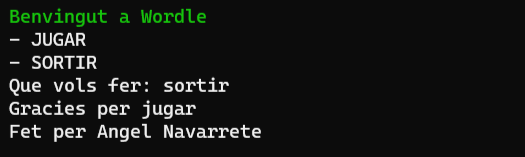 Benvingut a Wordle
- JUGAR
- SORTIR
Que vols fer: sortir
Gracies per jugar
Fet per Angel Navarrete